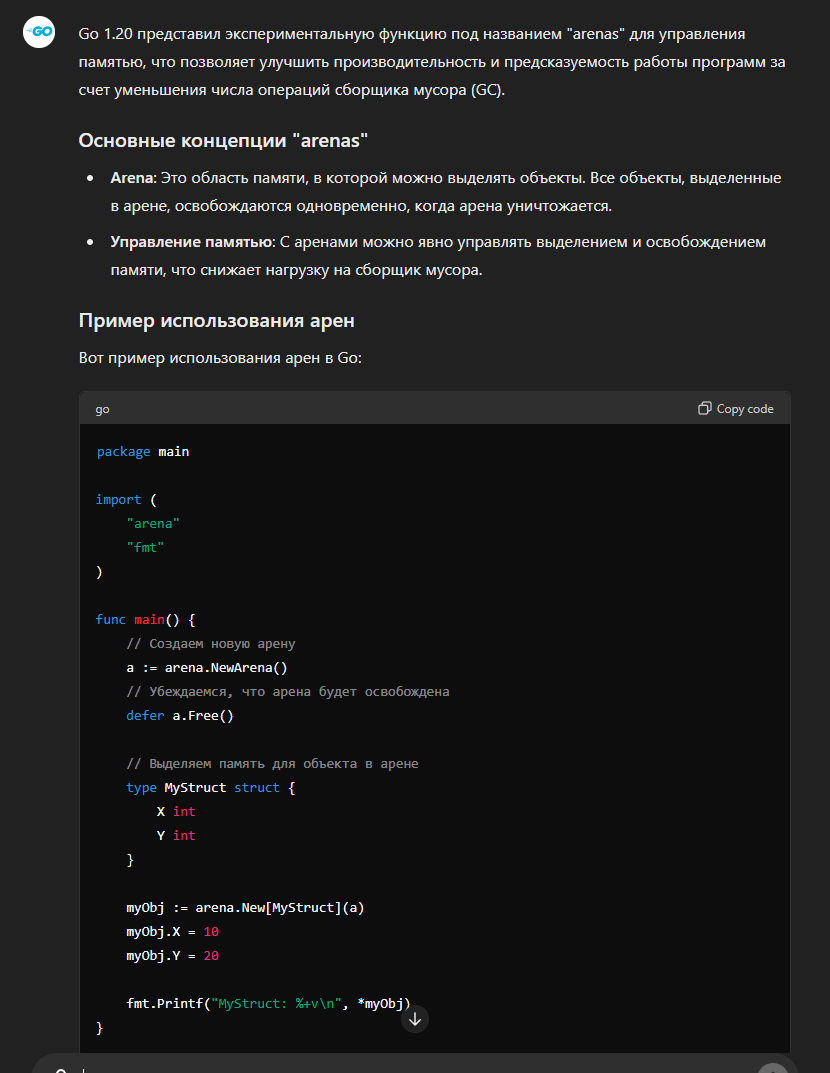 GO
Go 1.20 представил экспериментальную функцию под названием "arenas" для управления
памятью, что позволяет улучшить производительность и предсказуемость работы программ за
счет уменьшения числа операций сборщика мусора (GC).
Основные концепции "arenas"
• Arena: Это область памяти, в которой можно выделять объекты. Все объекты, выделенные
в арене, освобождаются одновременно, когда арена уничтожается.
• Управление памятью: С аренами можно явно управлять выделением и освобождением
памяти, что снижает нагрузку на сборщик мусора.
Пример использования арен
Вот пример использования арен в Go:
go Copy code
package main
import (
"arena"
"fmt"
)
func main() {
// Создаем новую арену
a := arena.NewArena()
// Убеждаемся, что арена будет освобождена
defer a.Free()
// Выделяем память для объекта в арене
type MyStruct struct {
X int
Y int
}
myObj := arena.New[MyStruct](a)
myObj.X = 10
myObj.Y = 20
fmt.Printf("MyStruct: %+v\n", *myObj)
}